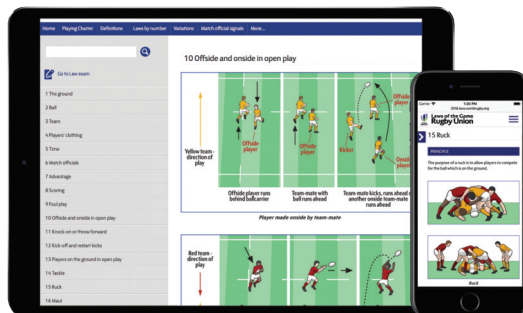 Home Playing Charter Definitions Laws by number Variations Match official signals More...
Go to Law exam
1 The ground
2 Ball
3 Team
4 Players' clothing
5 Time
6 Match officials
7 Advantage
8 Scoring
9 Foul play
10 Offside and onside in open play
11 Knock-on or throw forward
12 Kick-off and restart kicks
13 Players on the ground in open play
14 Tackle
15 Ruck
16 Maul
10 Offside and onside in open play
Yellow team -
direction of
play
Offside
player
Offside
player
Offside
player
Kicker
Onside
player
Offside player runs
behind ballcarrier
Team-mate with
ball runs ahead
Team-mate kicks, runs ahead
another onside team-mate
runs ahead
Player made onside by team-mate
Red team -
direction of
play
Carrier
1:20 PM
Laws of the Game
Rugby Union
15 Ruck
PRINCIPLE
The purpose of a ruck is to allow players to compete
for the ball which is on the ground.
Ruck